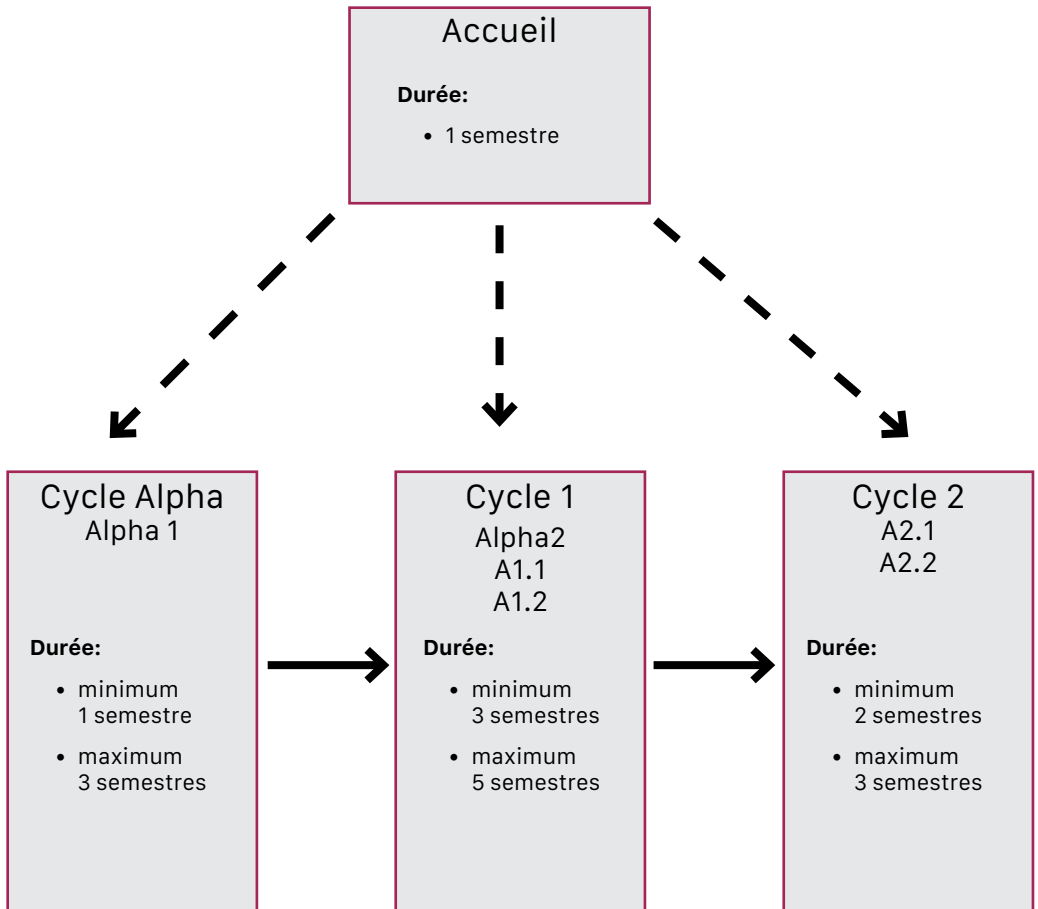 Accueil
Durée:
• 1 semestre
Cycle Alpha
Alpha 1
Durée:
• minimum
1 semestre
• maximum
3 semestres
Cycle 1
Alpha2
A1.1
A1.2
Durée:
• minimum
3 semestres
• maximum
5 semestres
Cycle 2
A2.1
A2.2
Durée:
• minimum
2 semestres
• maximum
3 semestres